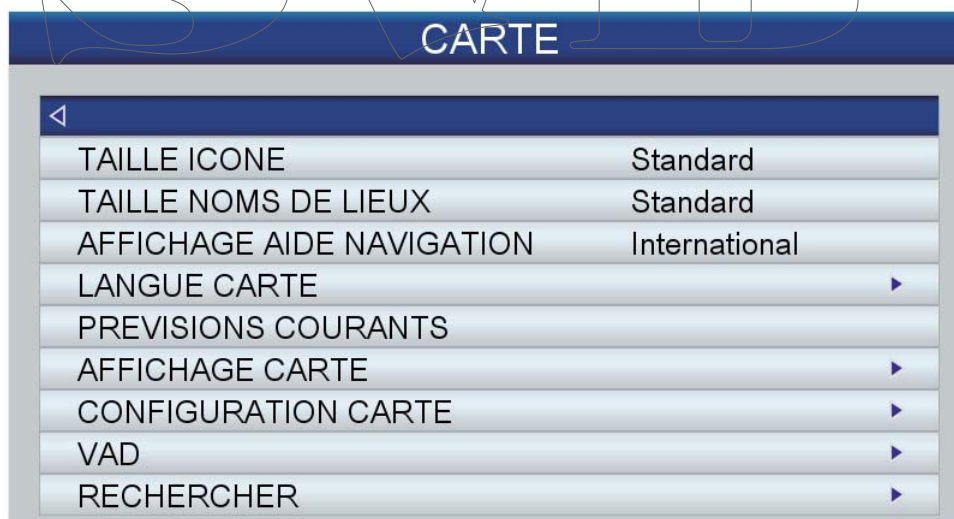 CARTE
TAILLE ICONE Standard
TAILLE NOMS DE LIEUX Standard
AFFICHAGE AIDE NAVIGATION International
LANGUE CARTE
PREVISIONS COURANTS
AFFICHAGE CARTE
CONFIGURATION CARTE
VAD
RECHERCHER